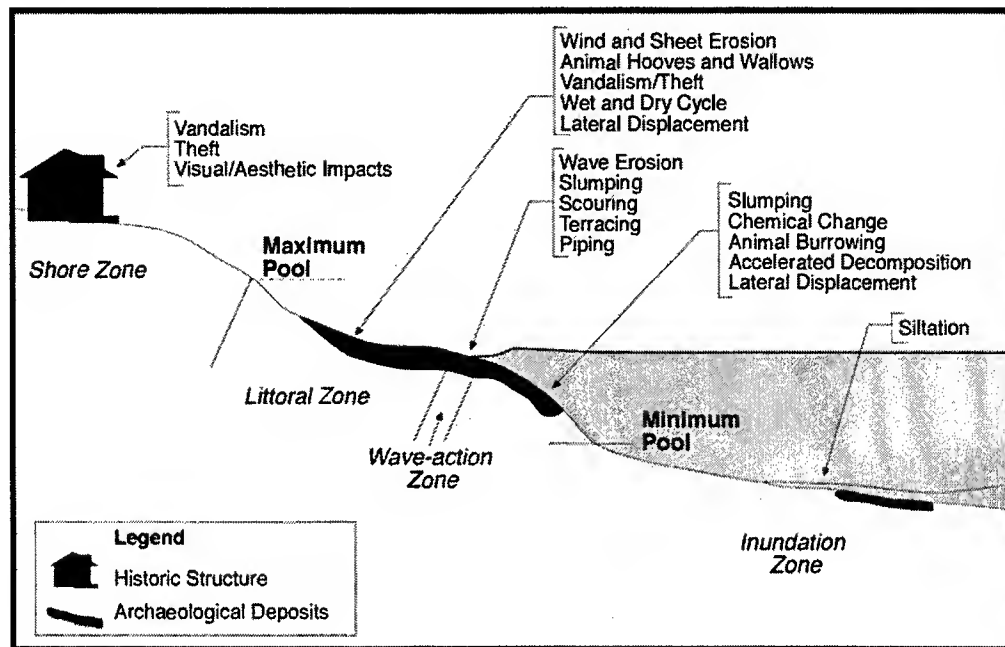 Wind and Sheet Erosion
Animal Hooves and Wallows
Vandalism/Theft
Wet and Dry Cycle
Lateral Displacement
Vandalism
Theft
Visual/Aesthetic Impacts
Wave Erosion
Slumping
Scouring
Terracing
Piping
Slumping
Chemical Change
Animal Burrowing
Accelerated Decomposition
Lateral Displacement
Siltation
Shore Zone
Maximum
Pool
Littoral Zone
Wave-action
Zone
Minimum
Pool
Inundation
Zone
Legend
Historic Structure
Archaeological Deposits